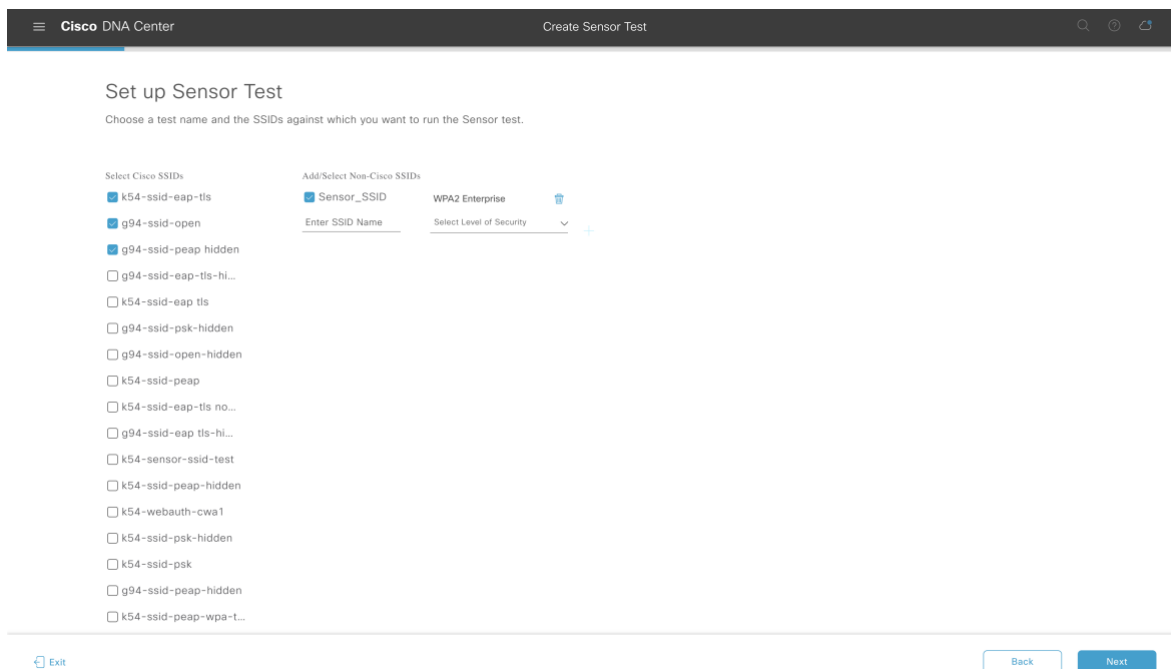 Cisco DNA Center
Create Sensor Test
Set up Sensor Test
Choose a test name and the SSIDs against which you want to run the Sensor test.
Select Cisco SSIDs
Add/Select Non-Cisco SSIDs
k54-ssid-eap-tls
Sensor_SSID WPA2 Enterprise
g94-ssid-open
Enter SSID Name Select Level of Security
g94-ssid-peap hidden
g94-ssid-eap-tls-hi...
k54-ssid-eap tls
g94-ssid-psk-hidden
g94-ssid-open-hidden
k54-ssid-peap
k54-ssid-eap-tls no...
g94-ssid-eap tls-hi...
k54-sensor-ssid-test
k54-ssid-peap-hidden
k54-webauth-cwa1
k54-ssid-psk-hidden
k54-ssid-psk
g94-ssid-peap-hidden
k54-ssid-peap-wpa-t...
Exit
Back
Next